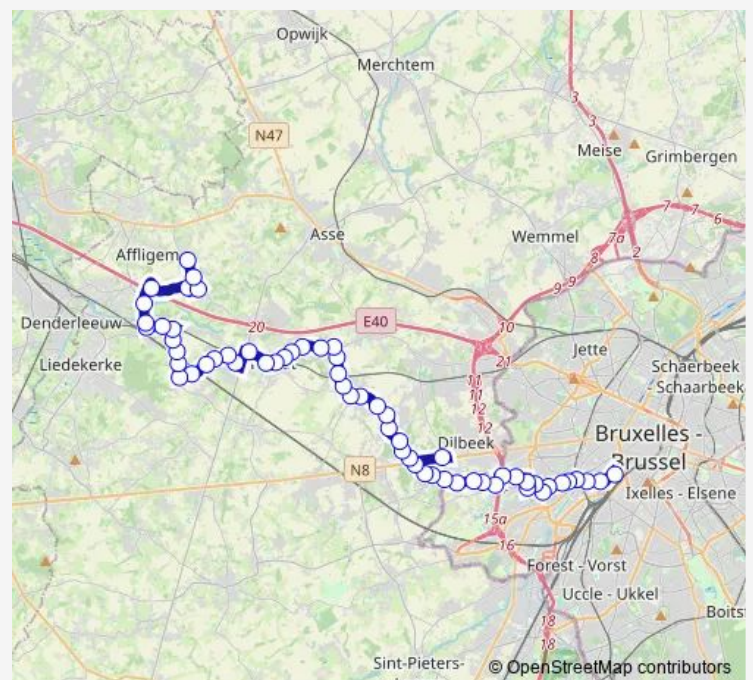 Opwijk
Merchtem
3
3
N47
Meise
Grimbergen
7
7
6
Asse
Wemmel
7a
2
8
Affligem
9
9
Denderleeuw
20
E40
10
Jette
21
Liedekerke
Schaerbeek
- Schaarbeek
11
11
12
12
Dilbeek
Bruxelles -
Brussel
N8
Ixelles - Elsene
15a
16
Forest - Vorst
Uccle - Ukkel
Boits
18
18
Sint-Pieters-
© OpenStreetMap contributors